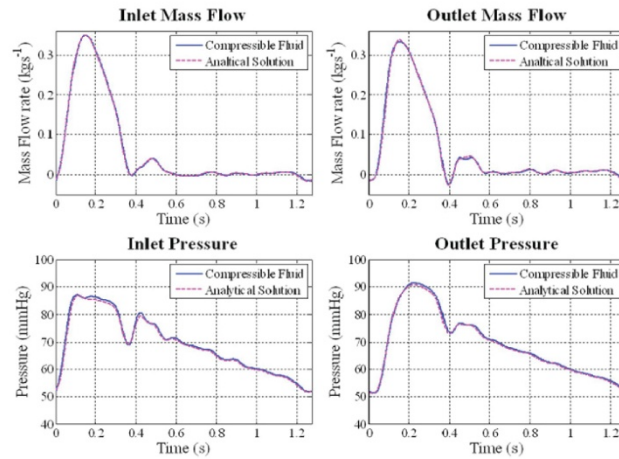 Inlet Mass Flow
Mass Flow rate (kgs⁻¹)
0.3
0.2
0.1
0
Compressible Fluid
Analtical Solution
0 0.2 0.4 0.6 0.8 1 1.2
Time (s)
Outlet Mass Flow
Mass Flow rate (kgs⁻¹)
0.3
0.2
0.1
0
Compressible Fluid
Analtical Solution
0 0.2 0.4 0.6 0.8 1 1.2
Time (s)
Inlet Pressure
Pressure (mmHg)
100
90
80
70
60
50
40
Compressible Fluid
Analytical Solution
0 0.2 0.4 0.6 0.8 1 1.2
Time (s)
Outlet Pressure
Pressure (mmHg)
100
90
80
70
60
50
40
Compressible Fluid
Analytical Solution
0 0.2 0.4 0.6 0.8 1 1.2
Time (s)